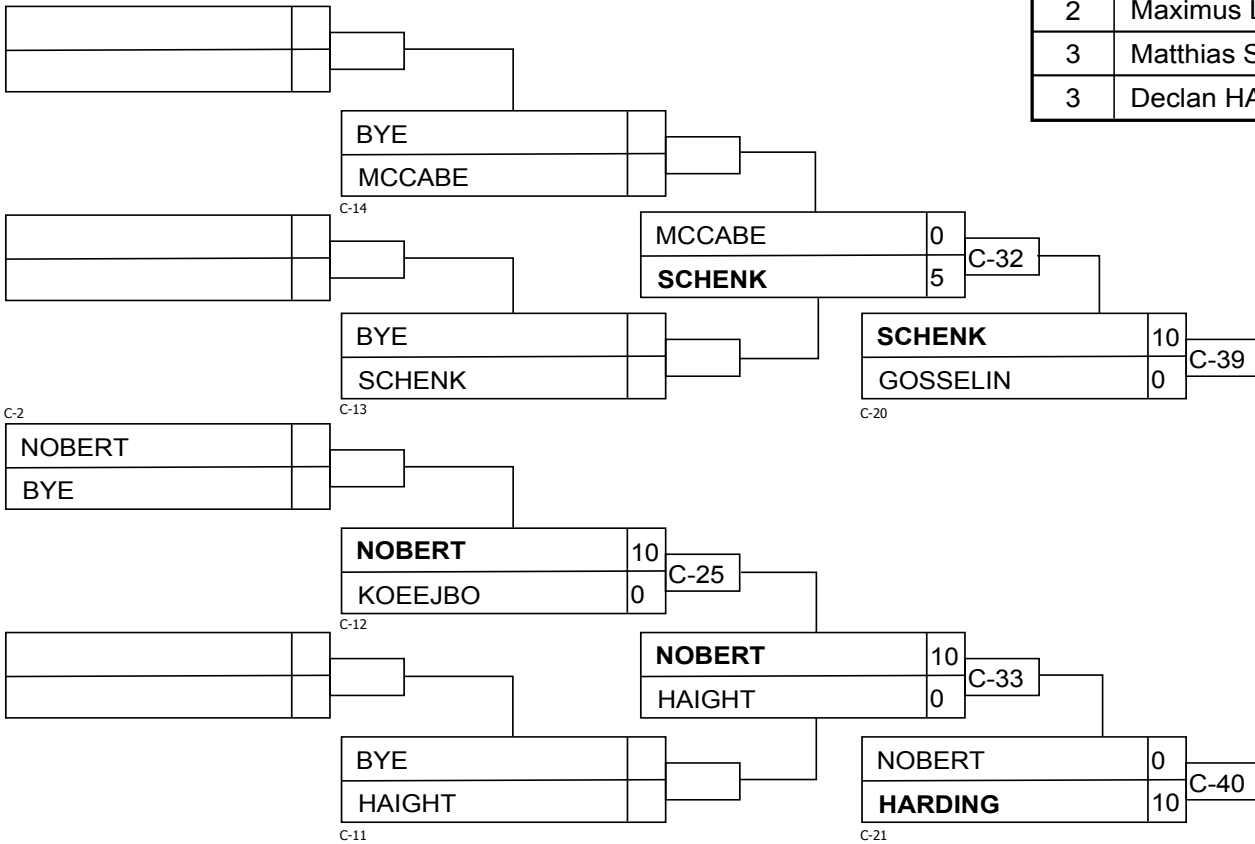 2 Maximus
3 Matthias
3 Declan
BYE
MCCABE
C-14
MCCABE 0
SCHENK 5
C-32
BYE
SCHENK
C-13
SCHENK 10
GOSSELIN 0
C-39
C-20
C-2
NOBERT
BYE
NOBERT 10
KOEEJBO 0
C-25
C-12
NOBERT 10
HAIGHT 0
C-33
BYE
HAIGHT
C-11
NOBERT 0
HARDING 10
C-40
C-21